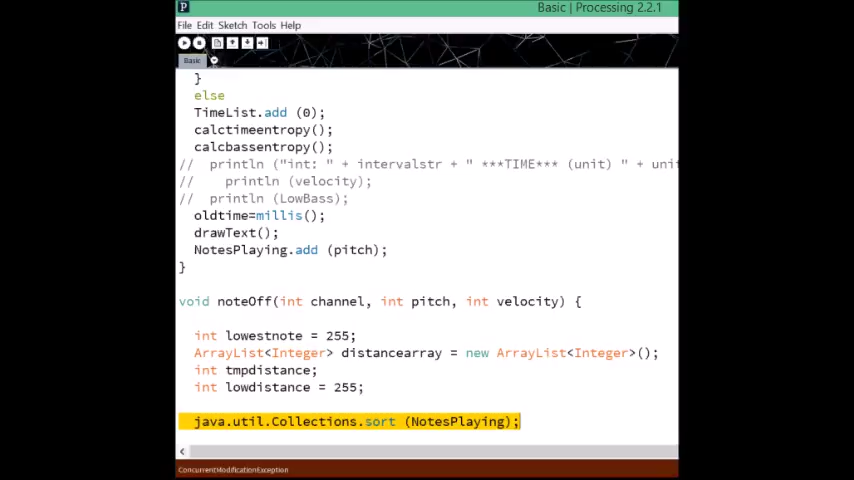 P
Basic | Processing 2.2.1
File Edit Sketch Tools Help
Basic
}
else
TimeList.add (0);
calctimeentropy();
calcbassentropy();
// println ("int: " + intervalstr + " ***TIME*** (unit) " + uni
// println (velocity);
// println (LowBass);
oldtime=millis();
drawText();
NotesPlaying.add (pitch);
}
void noteOff(int channel, int pitch, int velocity) {
int lowestnote = 255;
ArrayList<Integer> distancearray = new ArrayList<Integer>();
int tmpdistance;
int lowdistance = 255;
java.util.Collections.sort (NotesPlaying);
ConcurrentModificationException